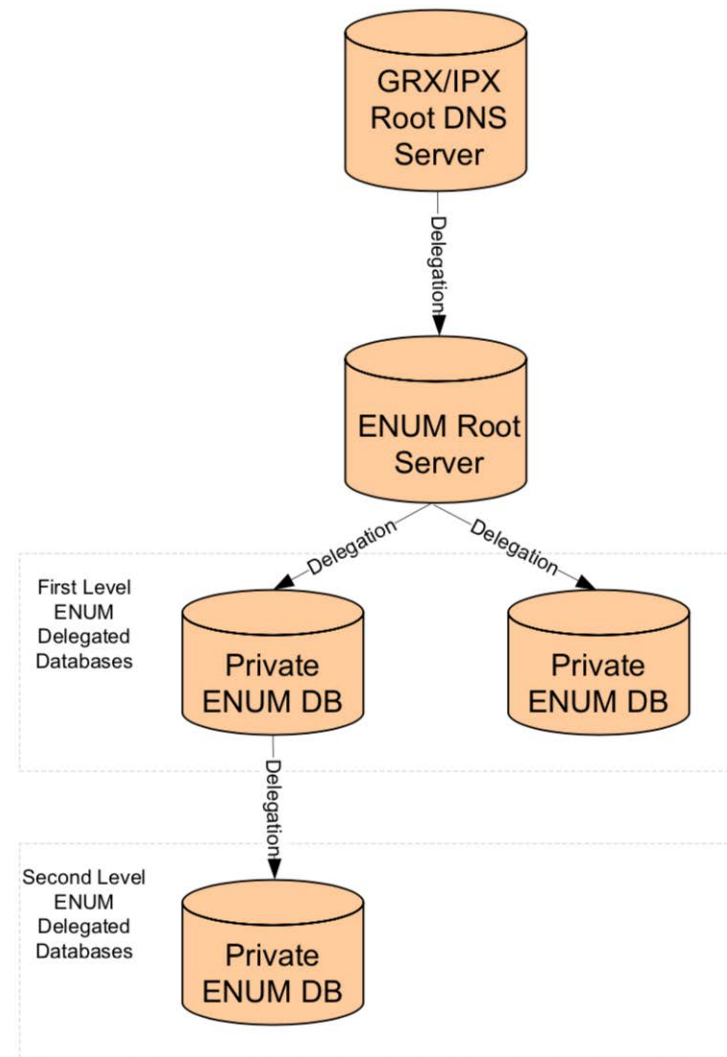 GRX/IPX
Root DNS
Server
Delegation
ENUM Root
Server
Delegation
Delegation
First Level
ENUM
Delegated
Databases
Private
ENUM DB
Private
ENUM DB
Delegation
Second Level
ENUM
Delegated
Databases
Private
ENUM DB